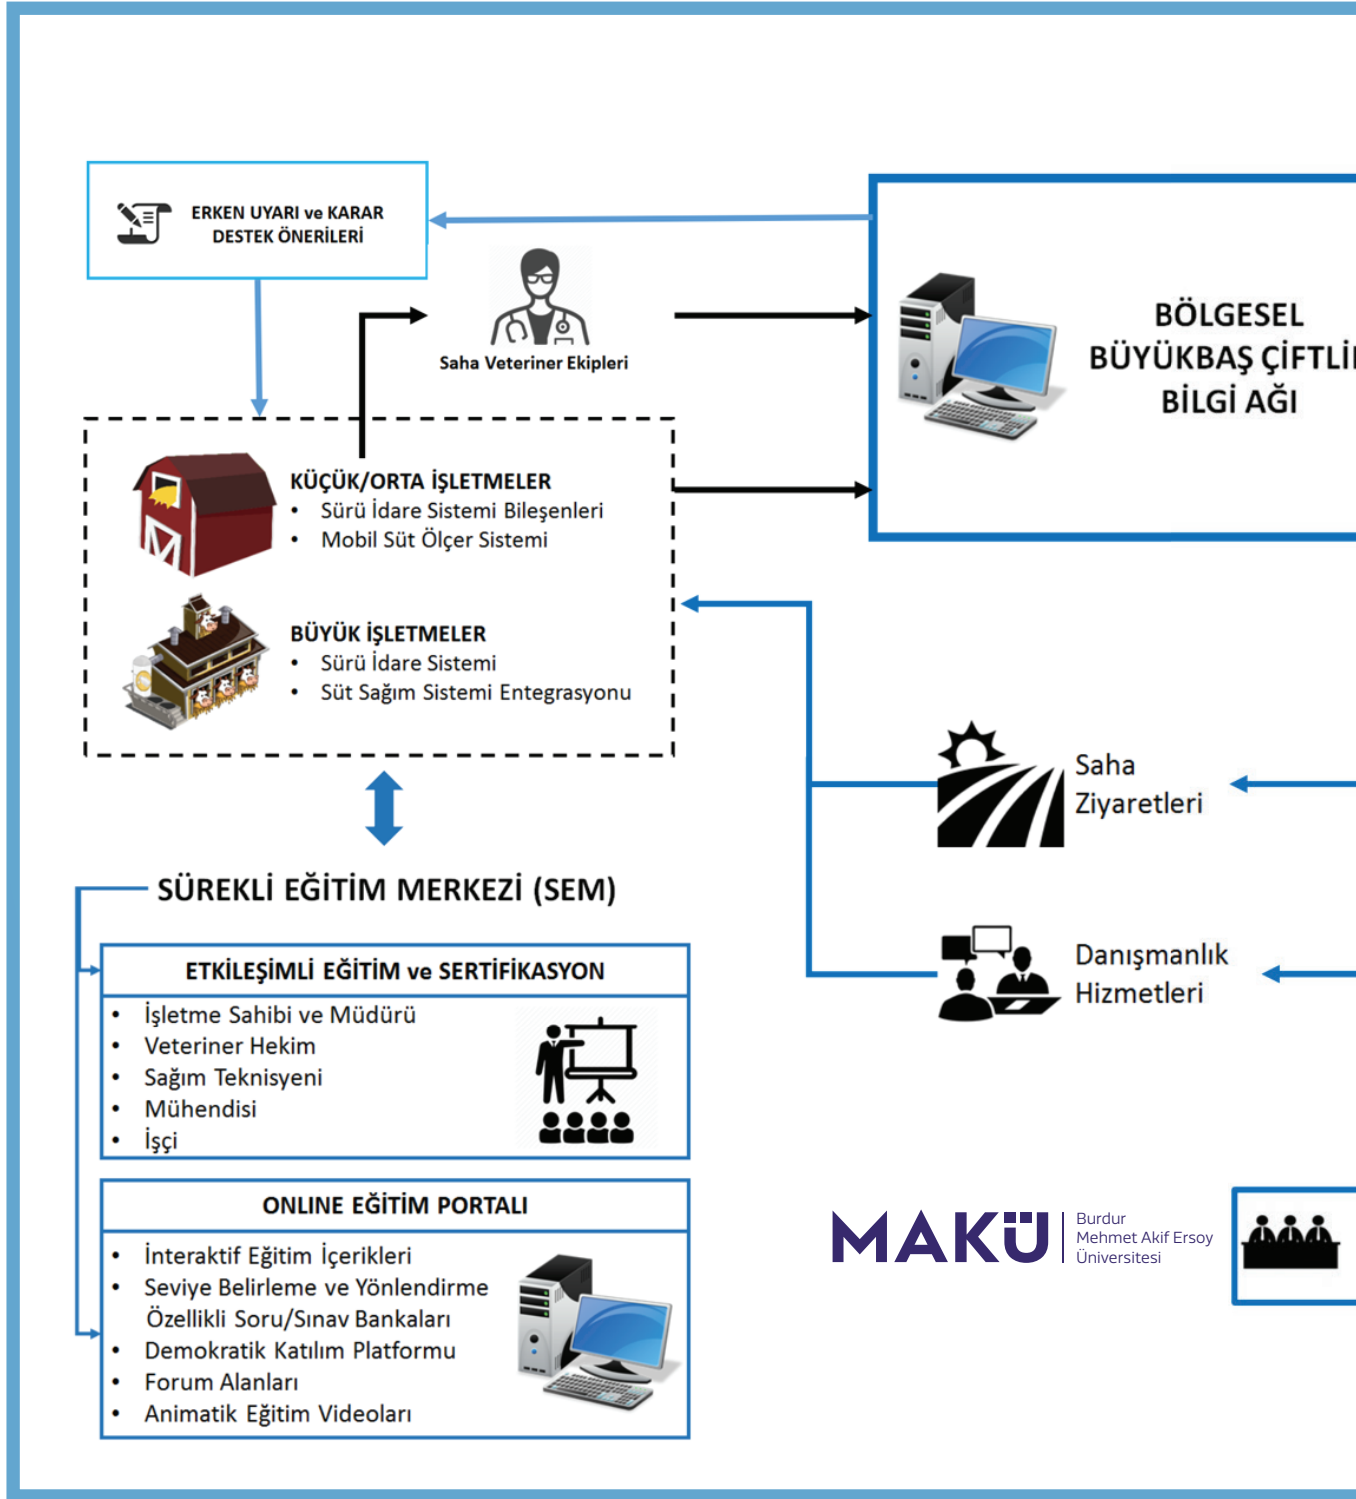 ERKEN UYARI ve KARAR
DESTEK ÖNERİLERİ
Saha Veteriner Ekipleri
BÖLGESEL
BÜYÜKBAŞ
BİLGİ AĞI
KÜÇÜK/ORTA İŞLETMELER
• Sürü İdare Sistemi Bileşenleri
• Mobil Süt Ölçer Sistemi
BÜYÜK İŞLETMELER
• Sürü İdare Sistemi
• Süt Sağım Sistemi Entegrasyonu
Saha
Ziyaretleri
Danışmanlık
Hizmetleri
SÜREKLİ EĞİTİM MERKEZİ (SEM)
ETKİLEŞİMLİ EĞİTİM ve SERTİFİKASYON
• İşletme Sahibi ve Müdürü
• Veteriner Hekim
• Sağım Teknisyeni
• Mühendisi
• İşçi
ONLINE EĞİTİM PORTALI
• İnteraktif Eğitim İçerikleri
• Seviye Belirleme ve Yönlendirme
Özellikli Soru/Sınav Bankaları
• Demokratik Katılım Platformu
• Forum Alanları
• Animatik Eğitim Videoları
MAKÜ
Burdur
Mehmet Akif Ersoy
Üniversitesi